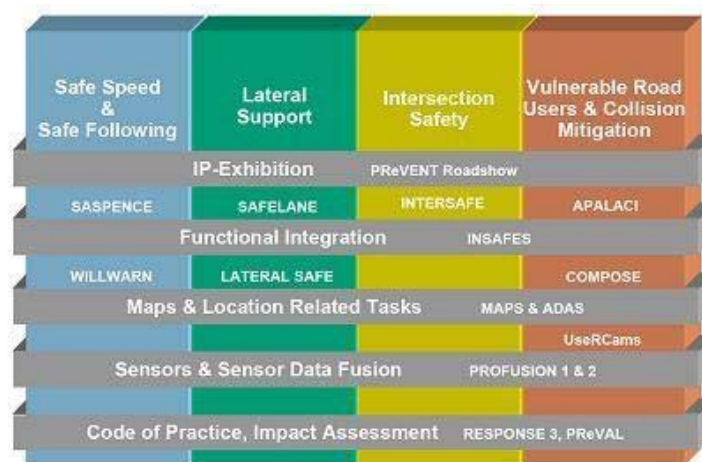 Safe Speed
&
Safe Following
Lateral
Support
Intersection
Safety
Vulnerable Road
Users & Collision
Mitigation
IP-Exhibition PReVENT Roadshow
SASPENCE SAFELANE INTERSAFE APALACI
Functional Integration INSAFES
WILLWARN LATERAL SAFE COMPOSE
Maps & Location Related Tasks MAPS & ADAS
UseRCams
Sensors & Sensor Data Fusion PROFUSION 1 & 2
Code of Practice, Impact Assessment RESPONSE 3, PReVAL